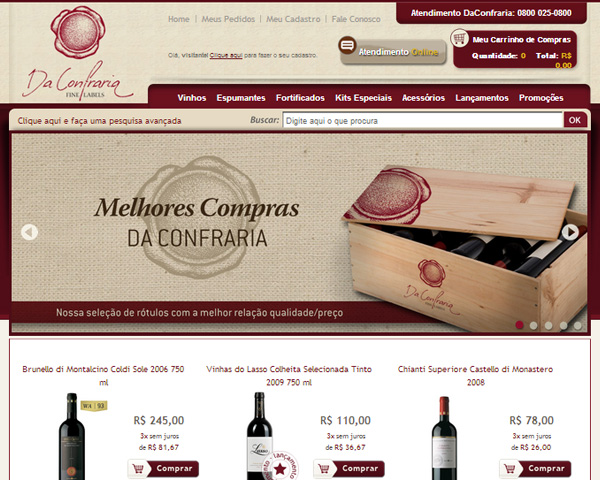 Da Confraria
FINE LABELS
Home | Meus Pedidos | Meu Cadastro | Fale Conosco
Olá, visitante! Clique aqui para fazer o seu cadastro.
Atendimento DaConfraria: 0800 025-0800
Atendimento Online
Meu Carrinho de Compras
Quantidade: 0 Total: R$ 0,00
Vinhos Espumantes Fortificados Kits Especiais Acessórios Lançamentos Promoções
Clique aqui e faça uma pesquisa avançada
Buscar: Digite aqui o que procura OK
Melhores Compras
DA CONFRARIA
Da Confraria
Nossa seleção de rótulos com a melhor relação qualidade/preço
Brunello di Montalcino Coldi Sole 2006 750
ml
R$ 245,00
3x sem juros
de R$ 81,67
Comprar
Vinhas do Lasso Colheita Selecionada Tinto
2009 750 ml
lançamento
R$ 110,00
3x sem juros
de R$ 36,67
Comprar
Chianti Superiore Castello di Monastero
2008
R$ 78,00
3x sem juros
de R$ 26,00
Comprar